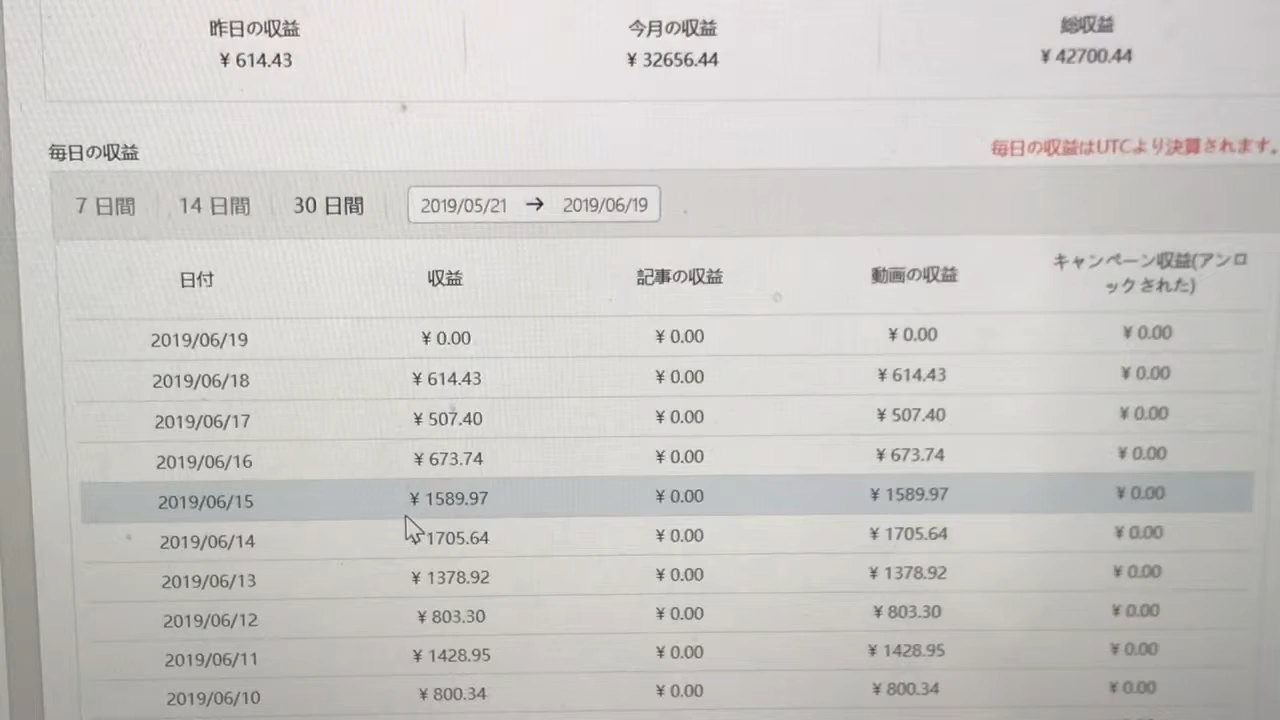 昨日の収益 今月の収益 総収益
¥ 614.43 ¥ 32656.44 ¥ 42700.44
毎日の収益 毎日の収益はUTCより決算されます。
7 日間 14 日間 30 日間 2019/05/21 → 2019/06/19
日付 収益 記事の収益 動画の収益 キャンペーン収益(アンロ
ックされた)
2019/06/19 ¥ 0.00 ¥ 0.00 ¥ 0.00 ¥ 0.00
2019/06/18 ¥ 614.43 ¥ 0.00 ¥ 614.43 ¥ 0.00
2019/06/17 ¥ 507.40 ¥ 0.00 ¥ 507.40 ¥ 0.00
2019/06/16 ¥ 673.74 ¥ 0.00 ¥ 673.74 ¥ 0.00
2019/06/15 ¥ 1589.97 ¥ 0.00 ¥ 1589.97 ¥ 0.00
2019/06/14 1705.64 ¥ 0.00 ¥ 1705.64 ¥ 0.00
2019/06/13 ¥ 1378.92 ¥ 0.00 ¥ 1378.92 ¥ 0.00
2019/06/12 ¥ 803.30 ¥ 0.00 ¥ 803.30 ¥ 0.00
2019/06/11 ¥ 1428.95 ¥ 0.00 ¥ 1428.95 ¥ 0.00
2019/06/10 ¥ 800.34 ¥ 0.00 ¥ 800.34 ¥ 0.00